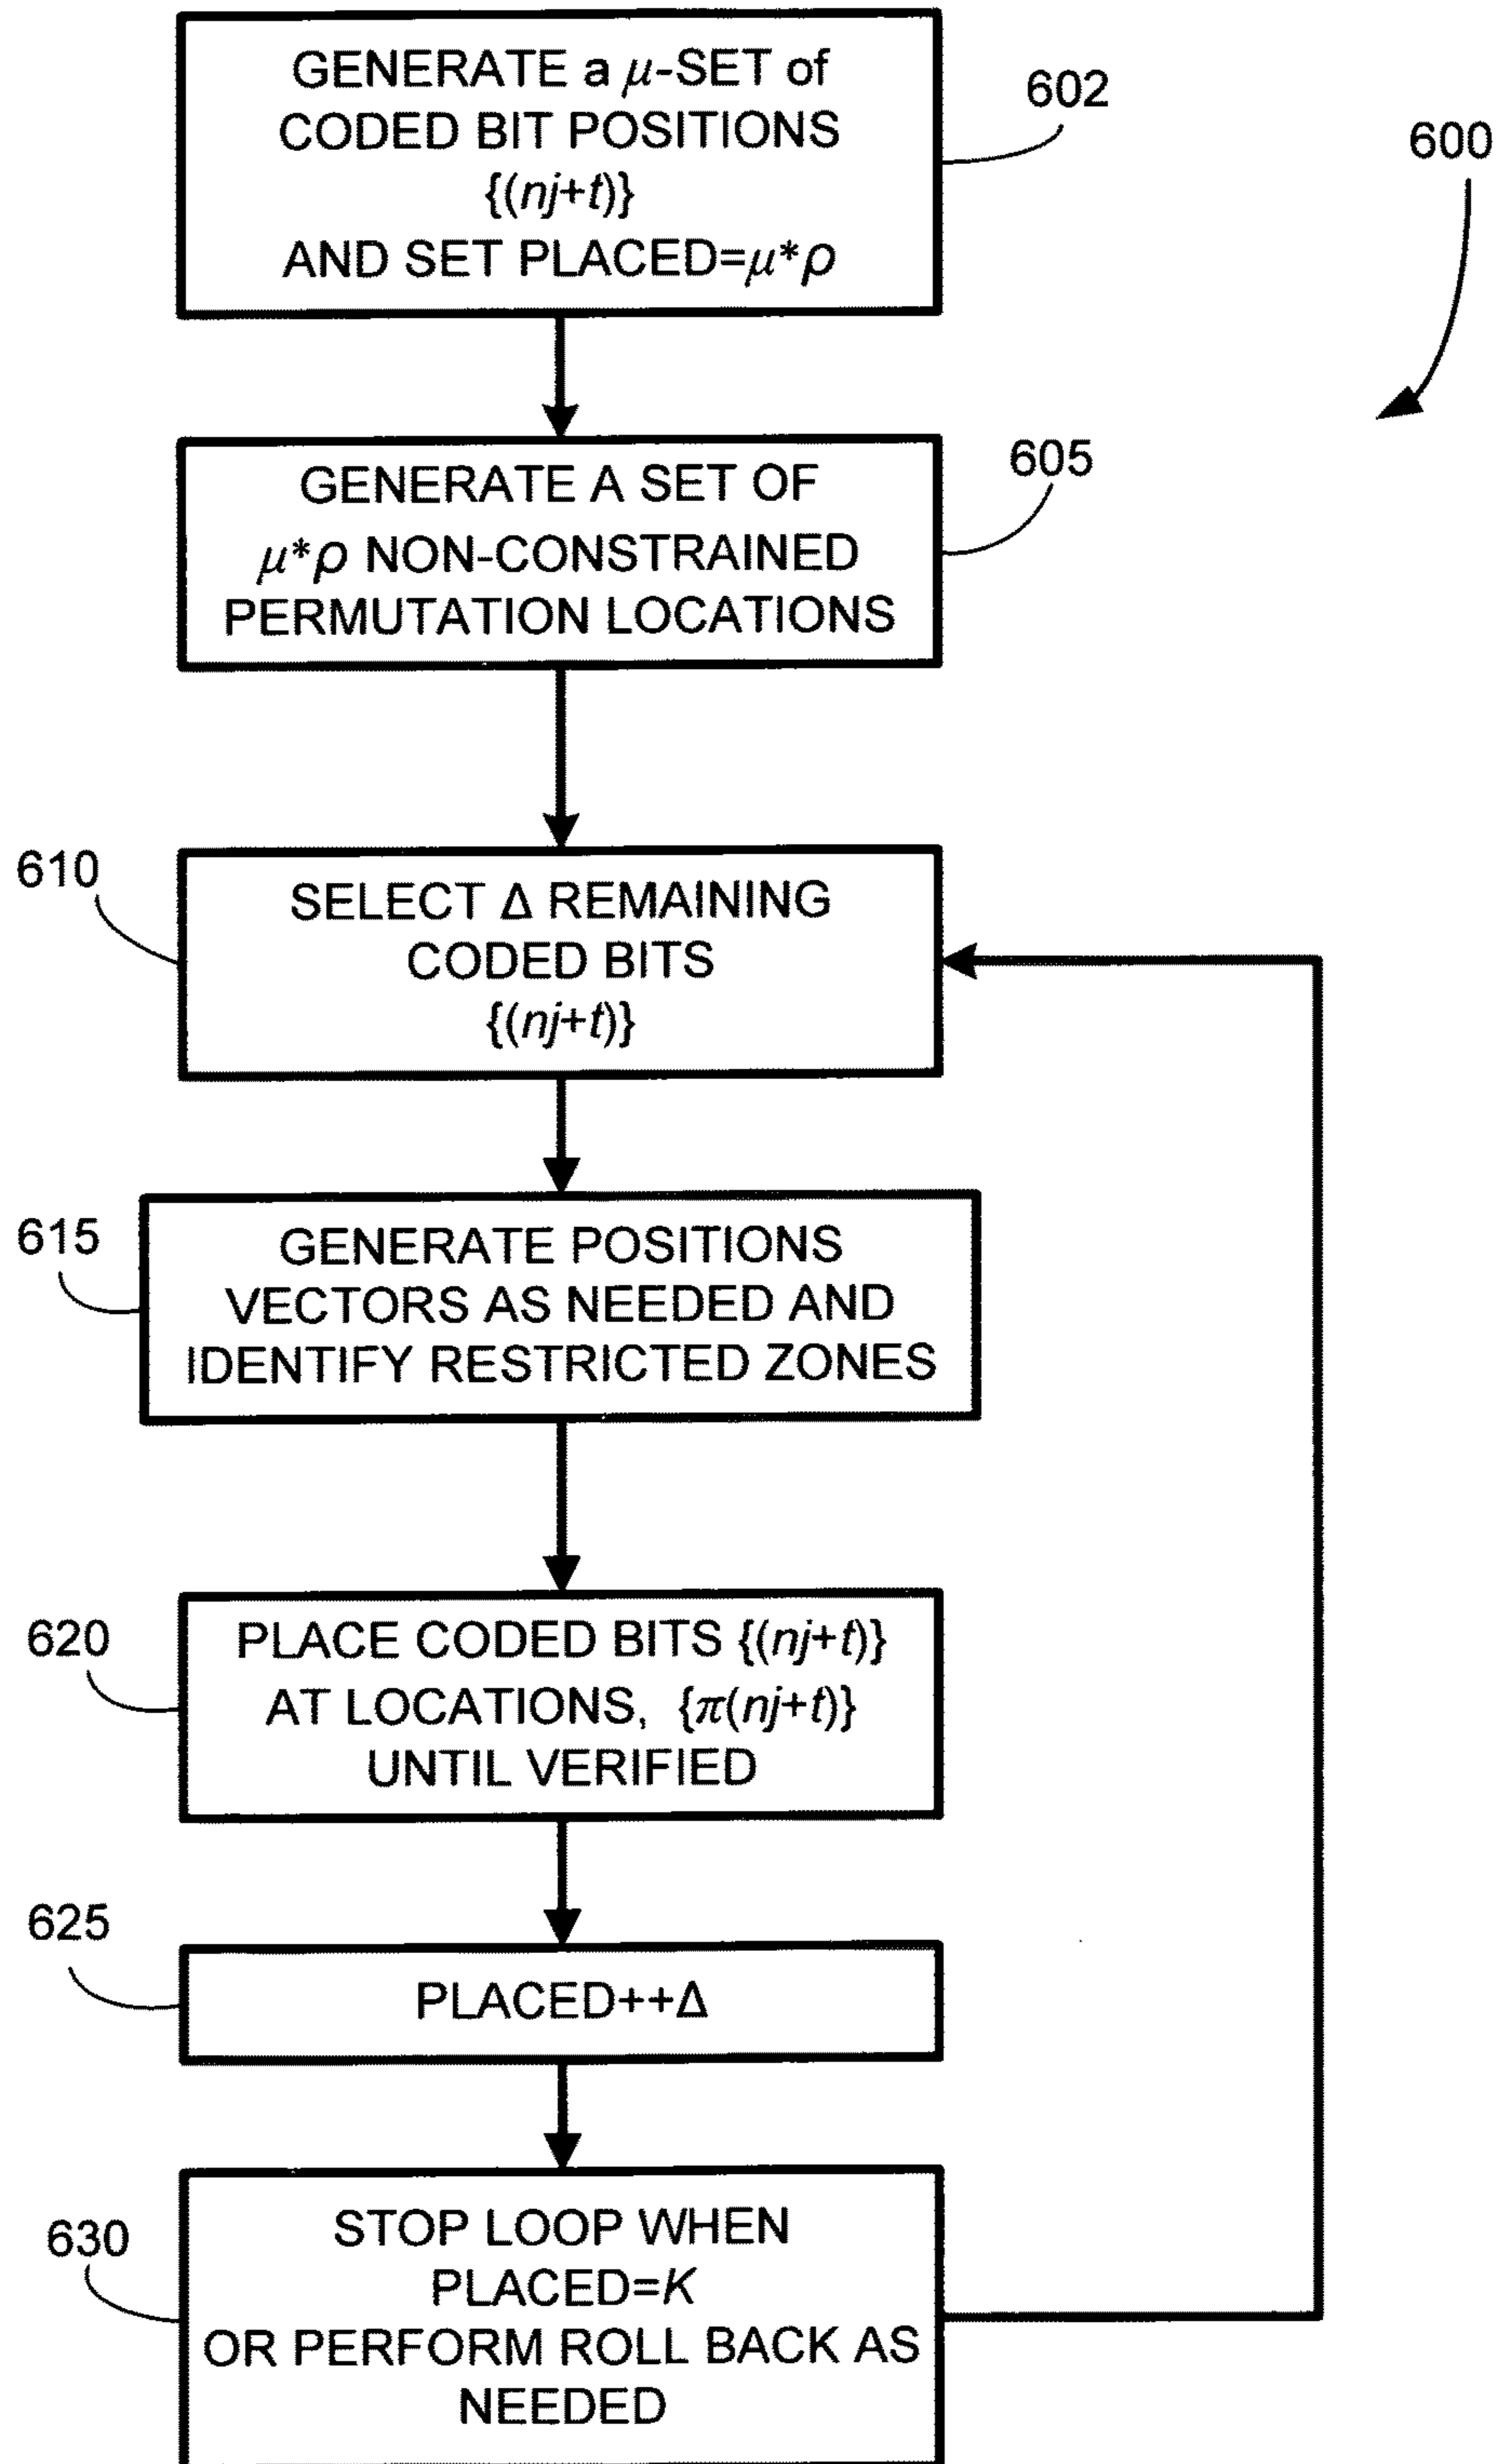 GENERATE a μ-SET of
CODED BIT POSITIONS
{(nj+t)}
AND SET PLACED=μ*ρ
602
600
GENERATE A SET OF
μ*ρ NON-CONSTRAINED
PERMUTATION LOCATIONS
605
610
SELECT Δ REMAINING
CODED BITS
{(nj+t)}
615
GENERATE POSITIONS
VECTORS AS NEEDED AND
IDENTIFY RESTRICTED ZONES
620
PLACE CODED BITS {(nj+t)}
AT LOCATIONS, {π(nj+t)}
UNTIL VERIFIED
625
PLACED++Δ
630
STOP LOOP WHEN
PLACED=K
OR PERFORM ROLL BACK AS
NEEDED